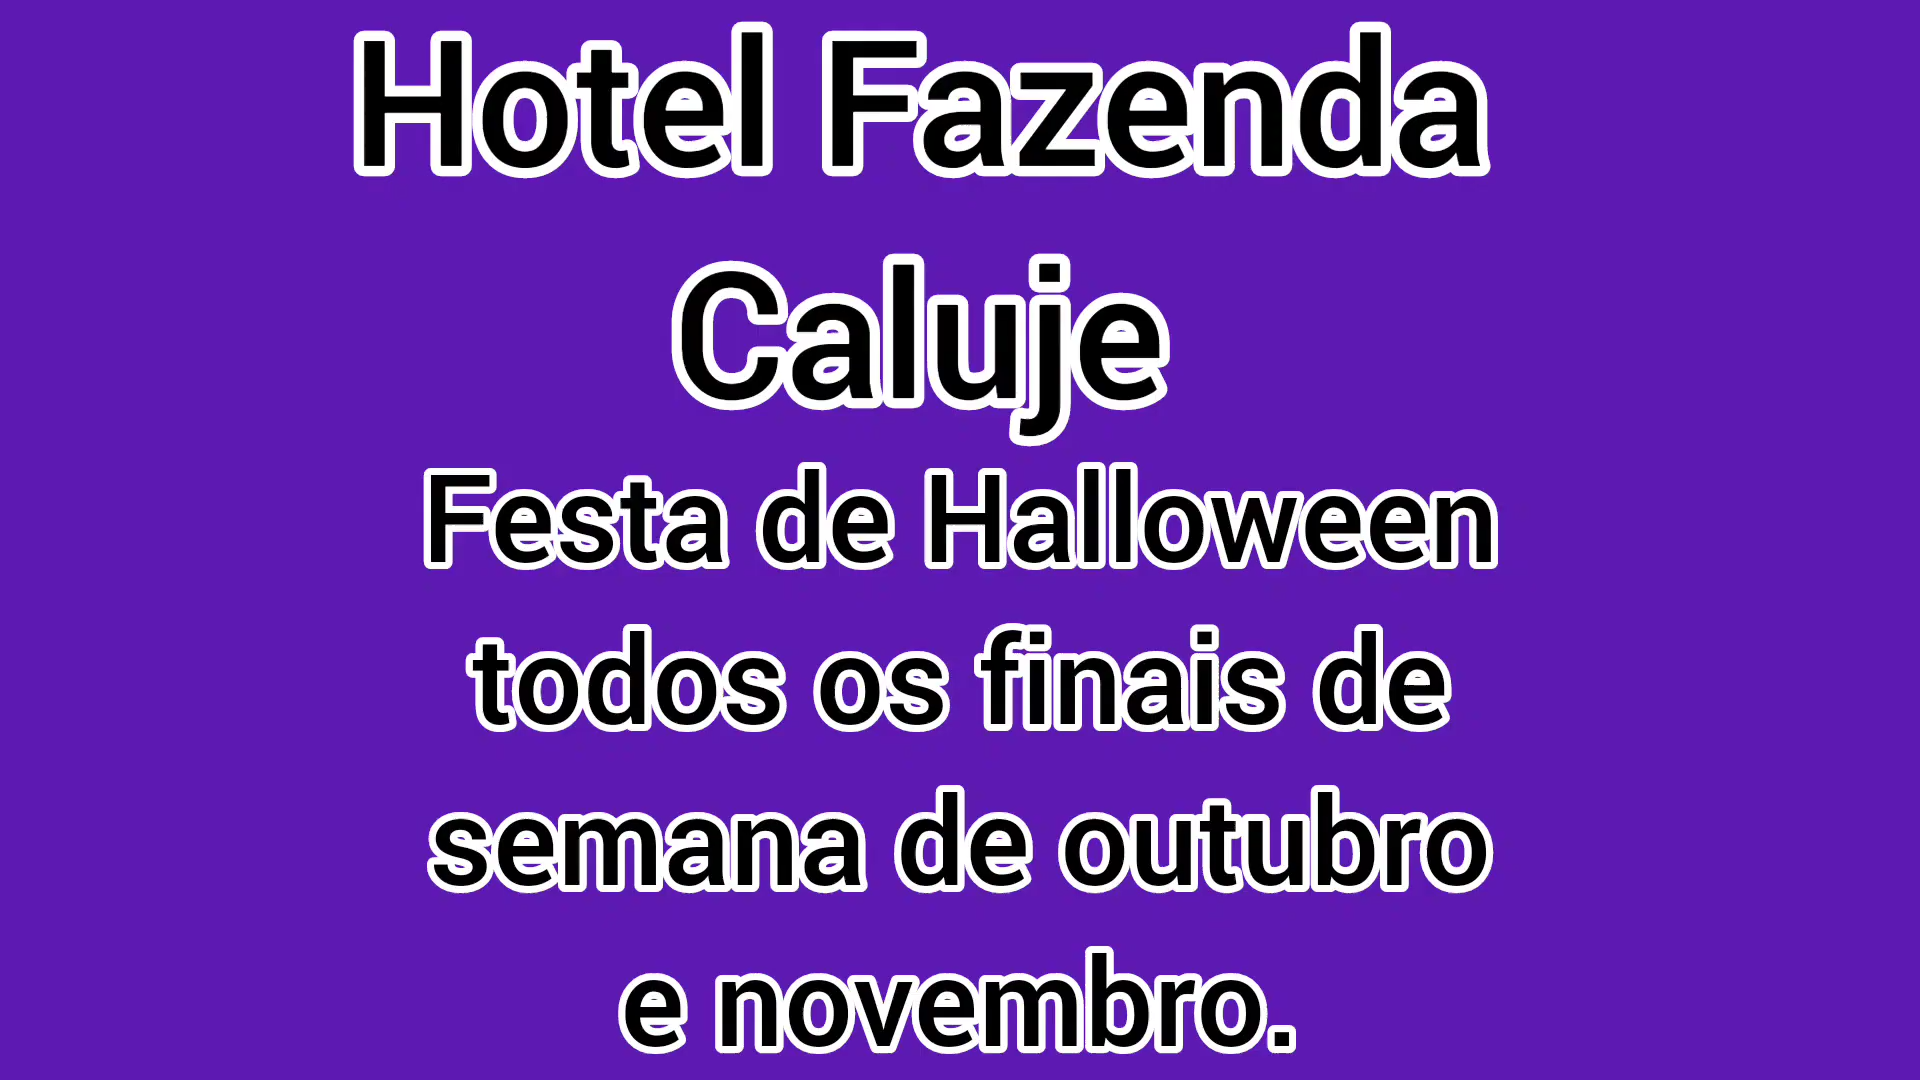 Hotel Fazenda
Caluje
Festa de Halloween
todos os finais de
semana de outubro
e novembro.